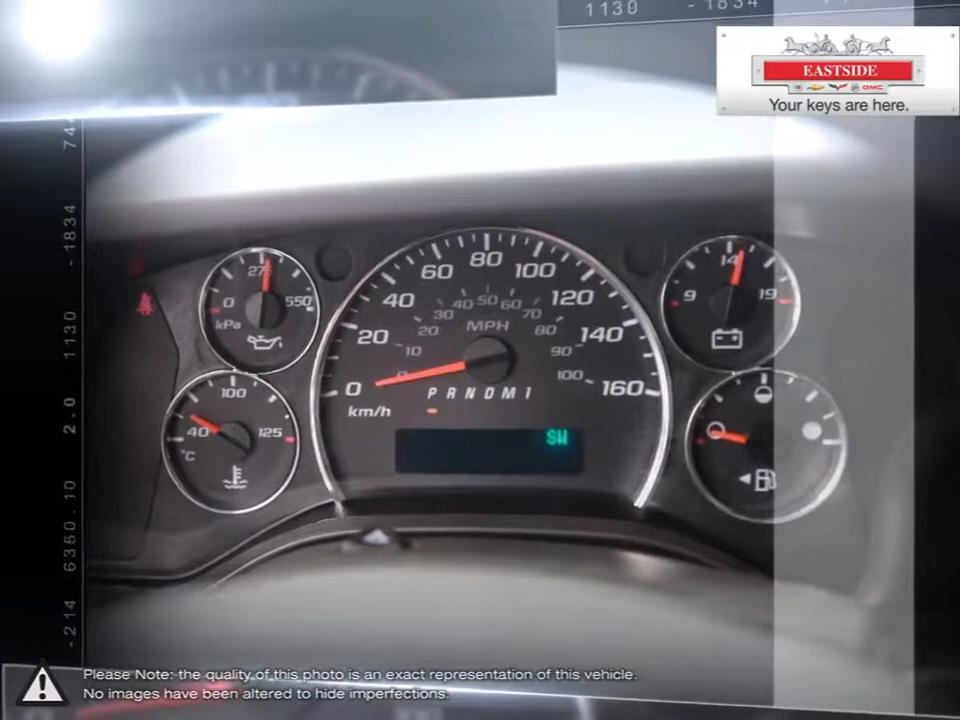 1130 -1834
EASTSIDE
GMC
Your keys are here.
-214 6350.10 2.0 1130 -1834 74
0 275 550
kPa
9 14 19
0 20 40 60 80 100 120 140 160
0 10 20 30 40 50 60 70 80 90 100
MPH
km/h
PRNDM1
SW
40 100 125
°C
Please Note: the quality of this photo is an exact representation of this vehicle.
No images have been altered to hide imperfections.